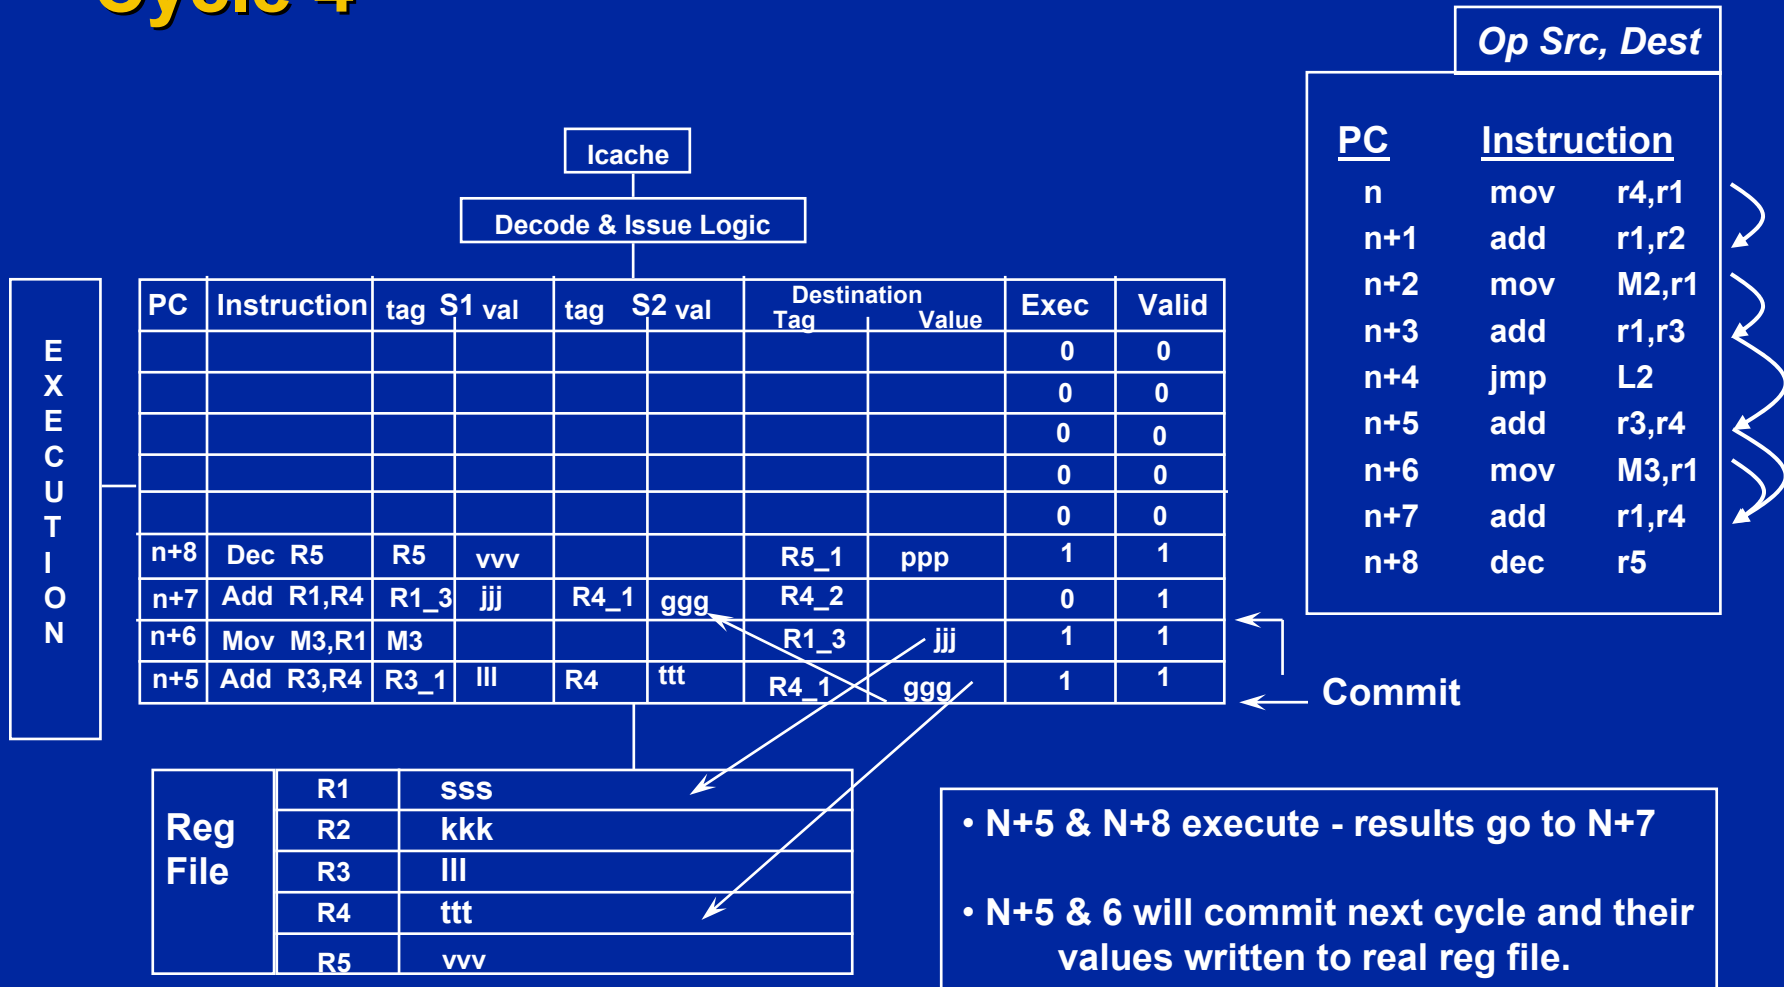 Cycle 4
Op Src, Dest
PC Instruction
n mov r4,r1
n+1 add r1,r2
n+2 mov M2,r1
n+3 add r1,r3
n+4 jmp L2
n+5 add r3,r4
n+6 mov M3,r1
n+7 add r1,r4
n+8 dec r5
Icache
Decode & Issue Logic
EXECUTION
PC Instruction tag S1 val tag S2 val Destination Tag Value Exec Valid
0 0
0 0
0 0
0 0
0 0
n+8 Dec R5 R5 vvv R5_1 ppp 1 1
n+7 Add R1,R4 R1_3 jjj R4_1 ggg R4_2 0 1
n+6 Mov M3,R1 M3 R1_3 jjj 1 1
n+5 Add R3,R4 R3_1 lll R4 ttt R4_1 ggg 1 1
Commit
Reg File
R1 sss
R2 kkk
R3 lll
R4 ttt
R5 vvv
• N+5 & N+8 execute - results go to N+7
• N+5 & 6 will commit next cycle and their
values written to real reg file.